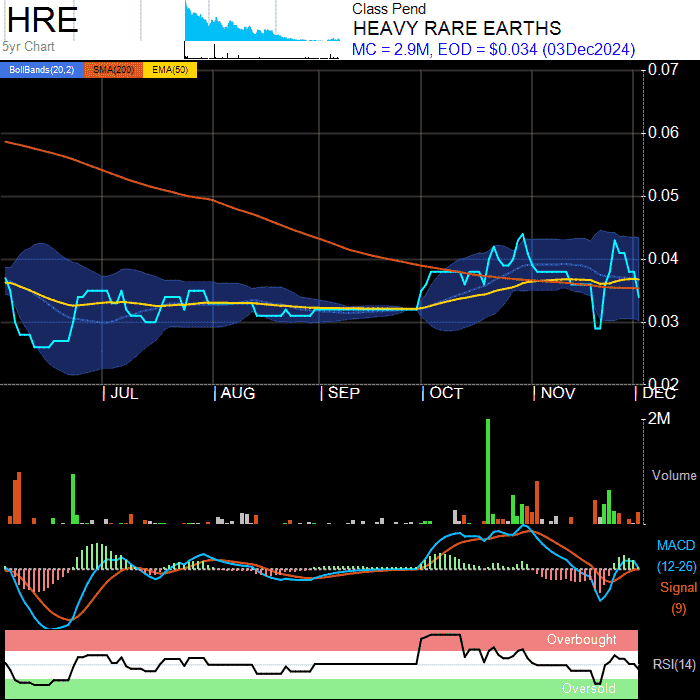 HRE
5yr Chart
Class Pend
HEAVY RARE EARTHS
MC = 2.9M, EOD = $0.034 (03Dec2024)
BollBands(20,2) SMA(200) EMA(50)
0.07
0.06
0.05
0.04
0.03
0.02
JUL AUG SEP OCT NOV DEC
2M
Volume
MACD
(12-26)
Signal
(9)
Overbought
RSI(14)
Oversold